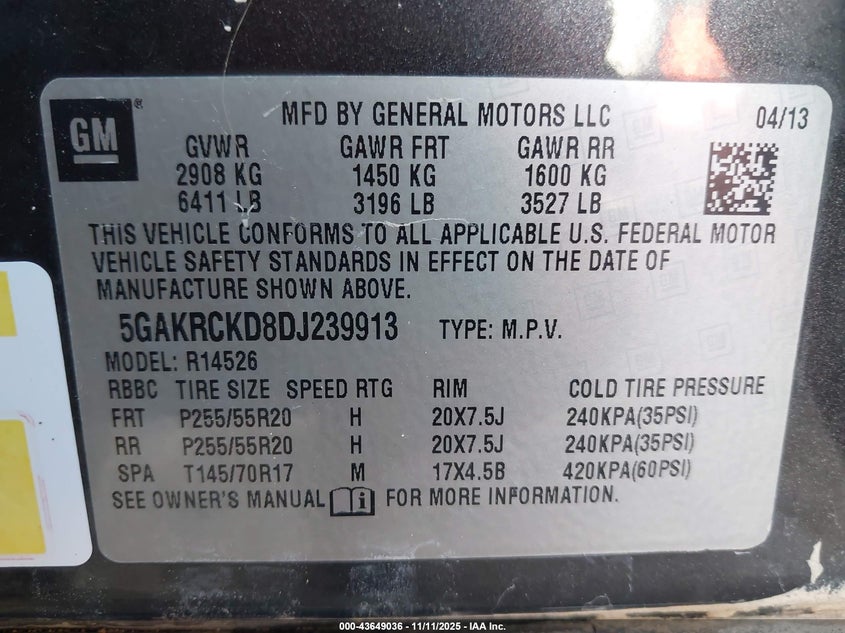 GM ®
MFD BY GENERAL MOTORS LLC 04/13
GVWR GAWR FRT GAWR RR
2908 KG 1450 KG 1600 KG
6411 LB 3196 LB 3527 LB
THIS VEHICLE CONFORMS TO ALL APPLICABLE U.S. FEDERAL MOTOR
VEHICLE SAFETY STANDARDS IN EFFECT ON THE DATE OF
MANUFACTURE SHOWN ABOVE.
5GAKRCKD8DJ239913 TYPE: M.P.V.
MODEL: R14526
RBBC TIRE SIZE SPEED RTG RIM COLD TIRE PRESSURE
FRT P255/55R20 H 20X7.5J 240KPA(35PSI)
RR P255/55R20 H 20X7.5J 240KPA(35PSI)
SPA T145/70R17 M 17X4.5B 420KPA(60PSI)
SEE OWNER'S MANUAL i FOR MORE INFORMATION.
000-43649036 - 11/11/2025 - IAA Inc.